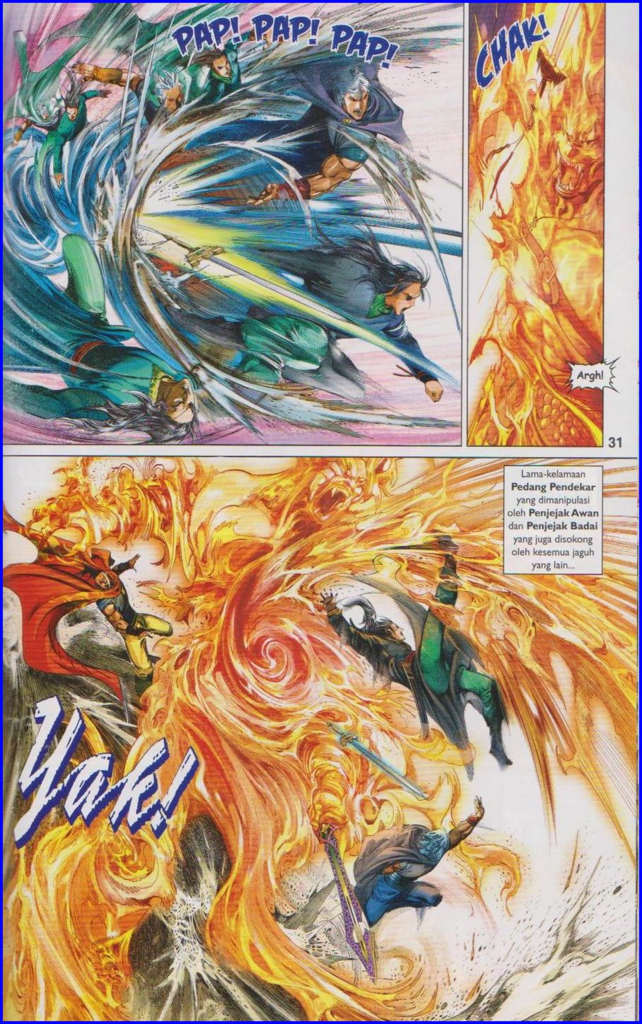 PAP! PAP! PAP!
CHAK!
Argh!
31
Lama-kelamaan
Pedang Pendekar
yang dimanipulasi
oleh Penjejak Awan
dan Penjejak Badai
yang juga disokong
oleh kesemua jaguh
yang lain...
Yak!